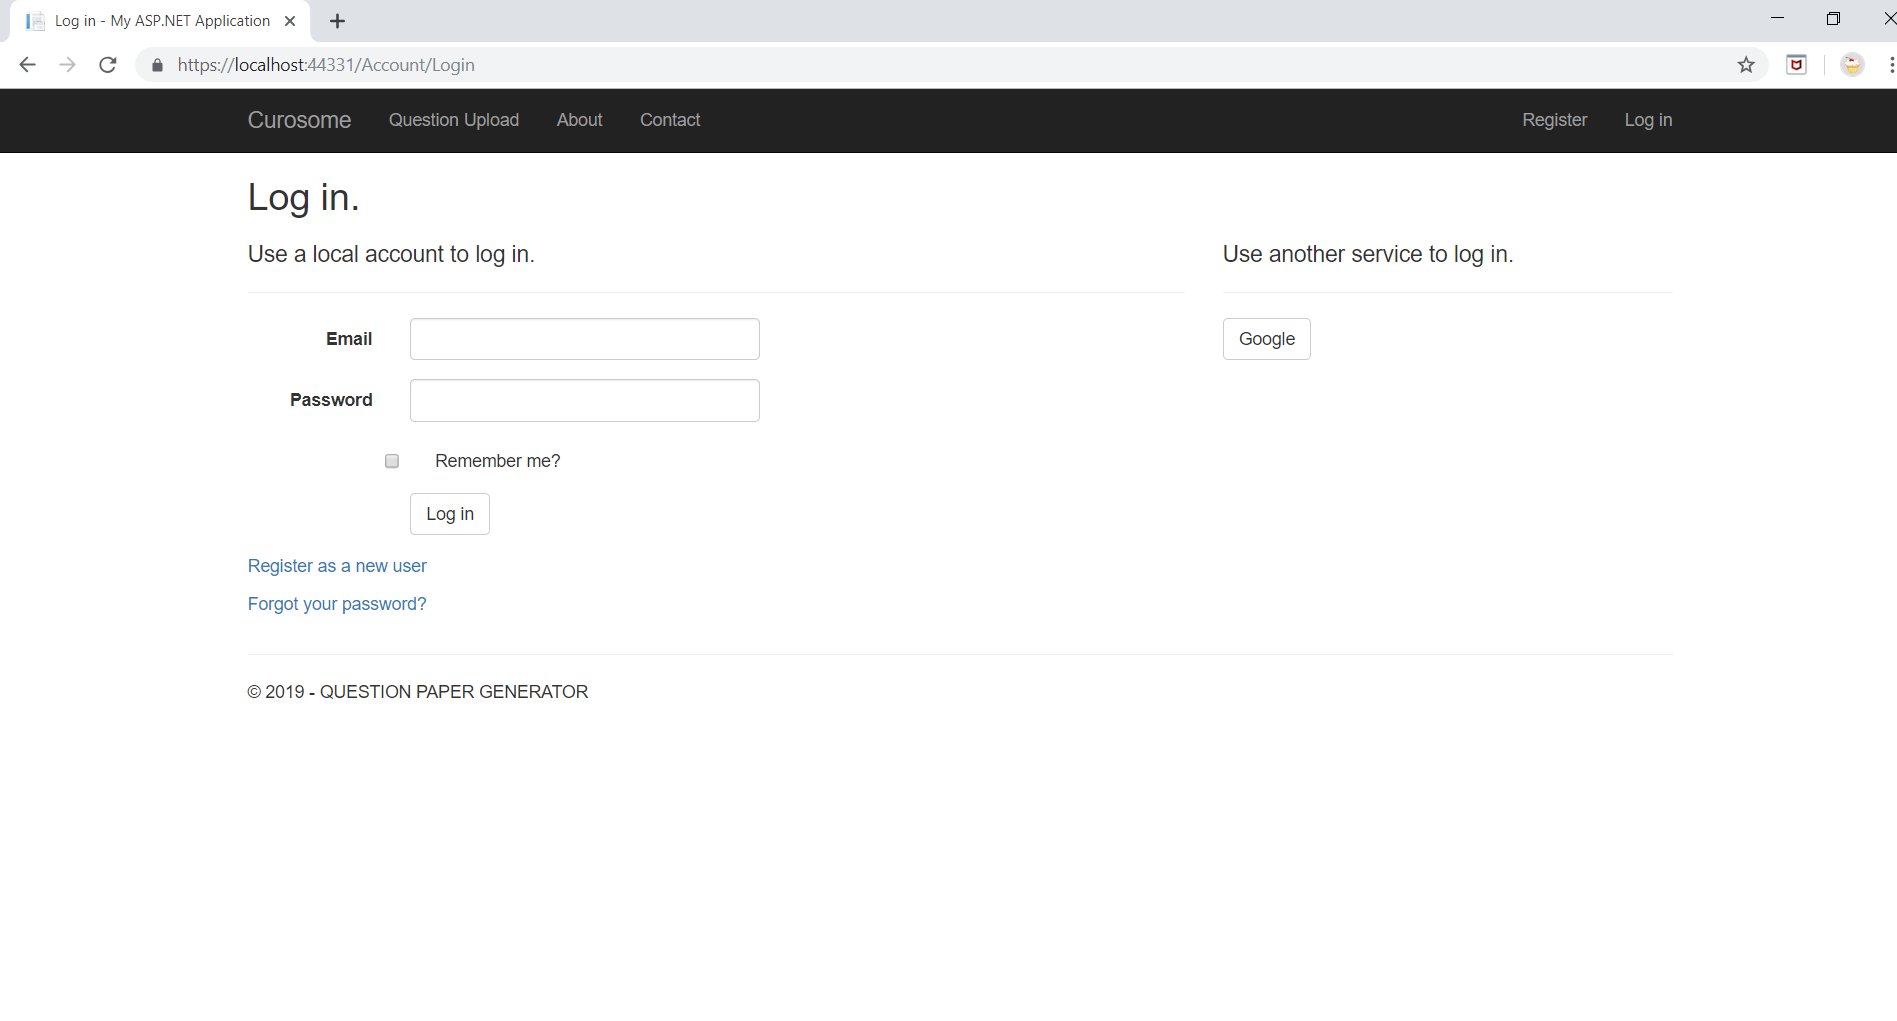 Log in - My ASP.NET Application
https://localhost:44331/Account/Login
Curosome Question Upload About Contact Register Log in
Log in.
Use a local account to log in.
Use another service to log in.
Email
Google
Password
Remember me?
Log in
Register as a new user
Forgot your password?
© 2019 - QUESTION PAPER GENERATOR